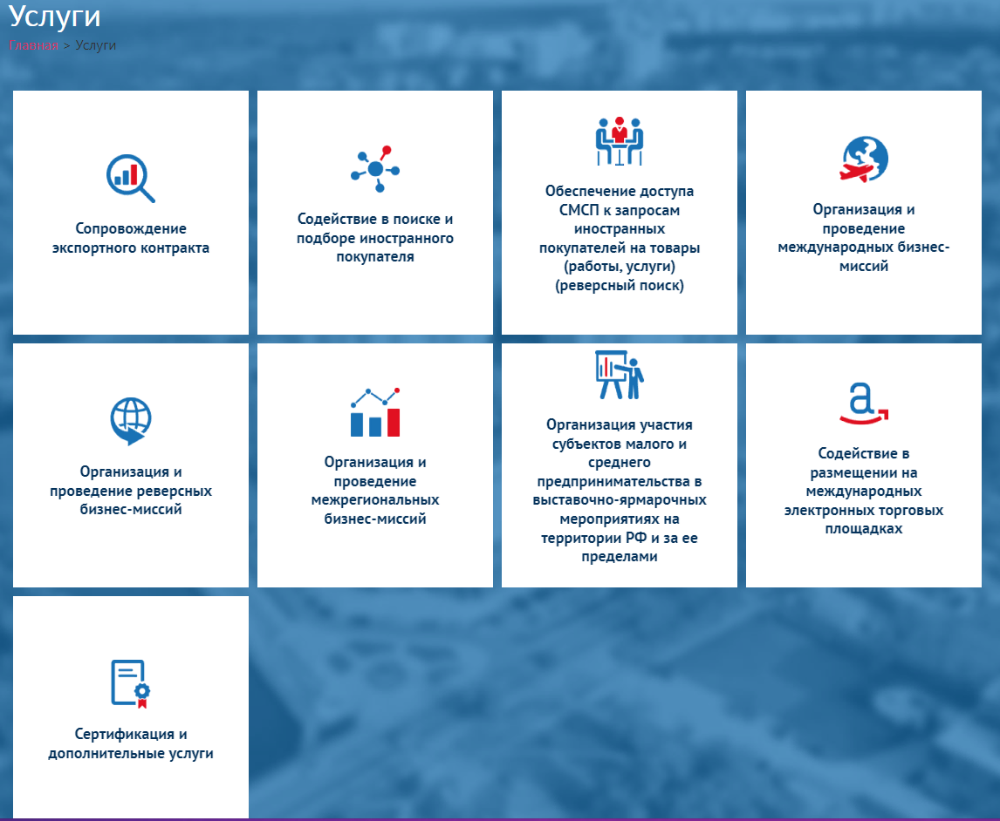 Услуги
Главная > Услуги
Сопровождение
экспортного контракта
Содействие в поиске и
подборе иностранного
покупателя
Обеспечение доступа
СМСП к запросам
иностранных
покупателей на товары
(работы, услуги)
(реверсный поиск)
Организация и
проведение
международных бизнес-
миссий
Организация и
проведение реверсных
бизнес-миссий
Организация и
проведение
межрегиональных
бизнес-миссий
Организация участия
субъектов малого и
среднего
предпринимательства в
выставочно-ярмарочных
мероприятиях на
территории РФ и за ее
пределами
a
Содействие в
размещении на
международных
электронных торговых
площадках
Сертификация и
дополнительные услуги